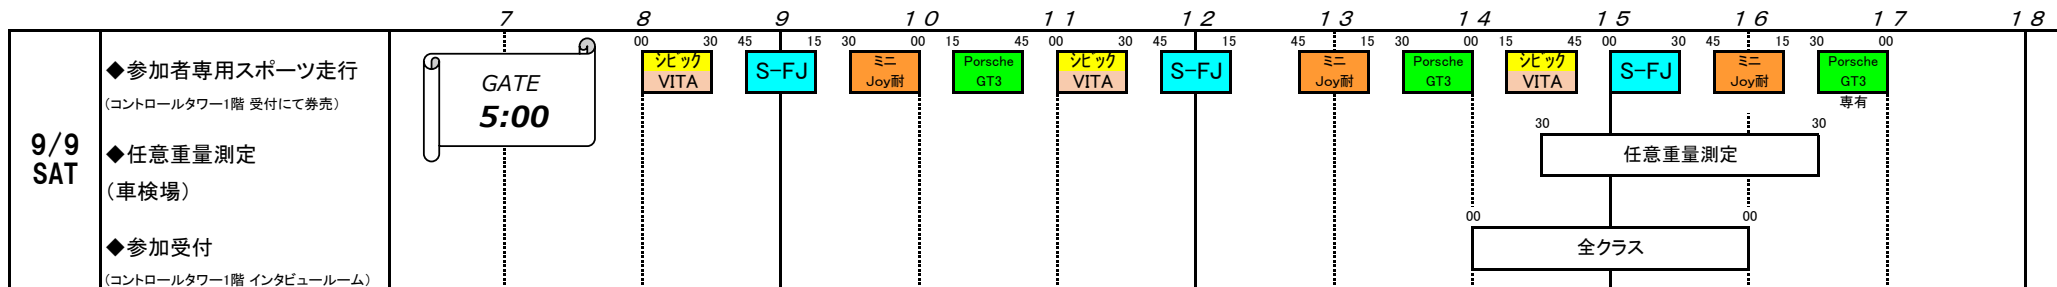 7 8 9 10 11 12 13 14 15 16 17 18
00 30 45 15 30 00 15 45 00 30 45 15 45 15 30 00 15 45 00 30 45 15 30 00
9/9
SAT
◆参加者専用スポーツ走行
(コントロールタワー1階 受付にて券売)
◆任意重量測定
(車検場)
◆参加受付
(コントロールタワー1階 インタビュールーム)
GATE
5:00
シビック
VITA
S-FJ
ミニ
Joy耐
Porsche
GT3
シビック
VITA
S-FJ
ミニ
Joy耐
Porsche
GT3
シビック
VITA
S-FJ
ミニ
Joy耐
Porsche
GT3
専有
30 30
任意重量測定
00 00
全クラス